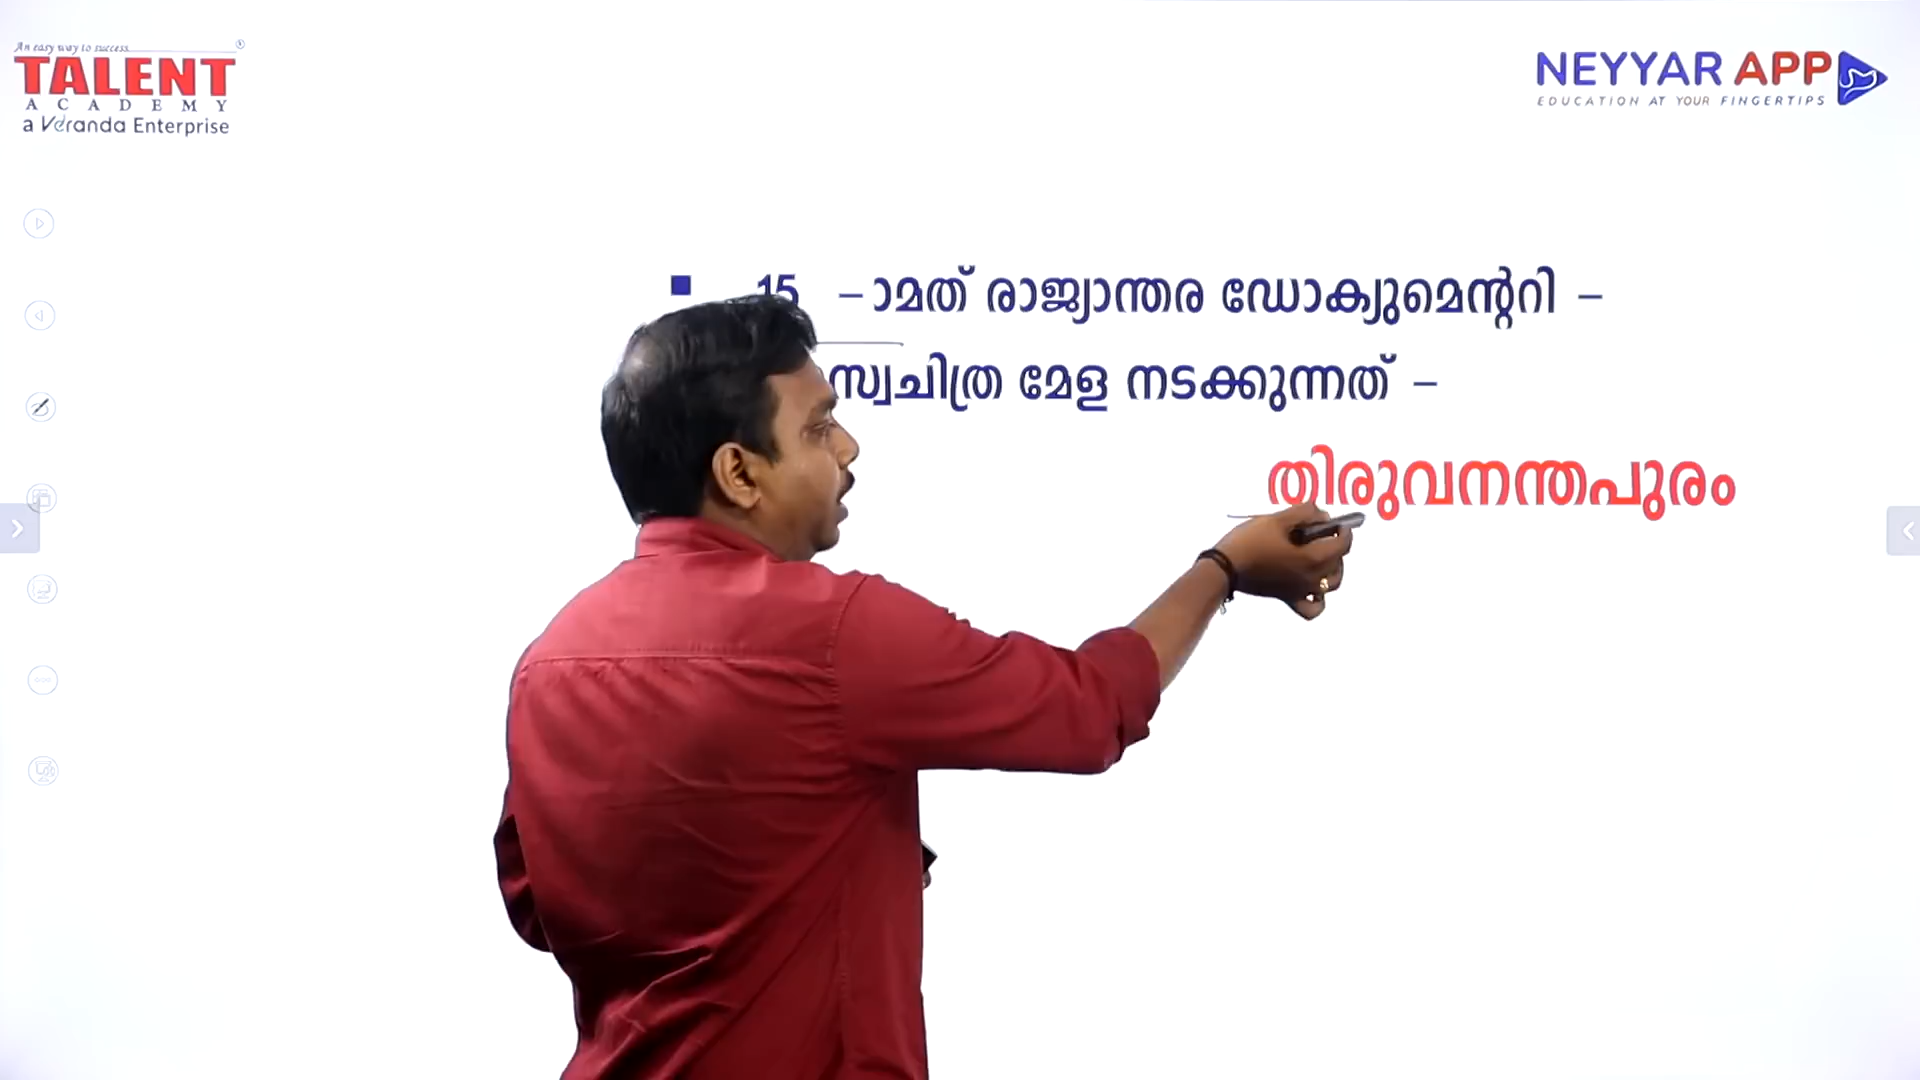 An easy way to success
TALENT
ACADEMY
a Veranda Enterprise
NEYYAR APP
EDUCATION AT YOUR FINGERTIPS
15 –ാമത് രാജ്യാന്തര ഡോക്യുമെന്ററി –
മേള നടക്കുന്നത് –
തിരുവനന്തപുരം